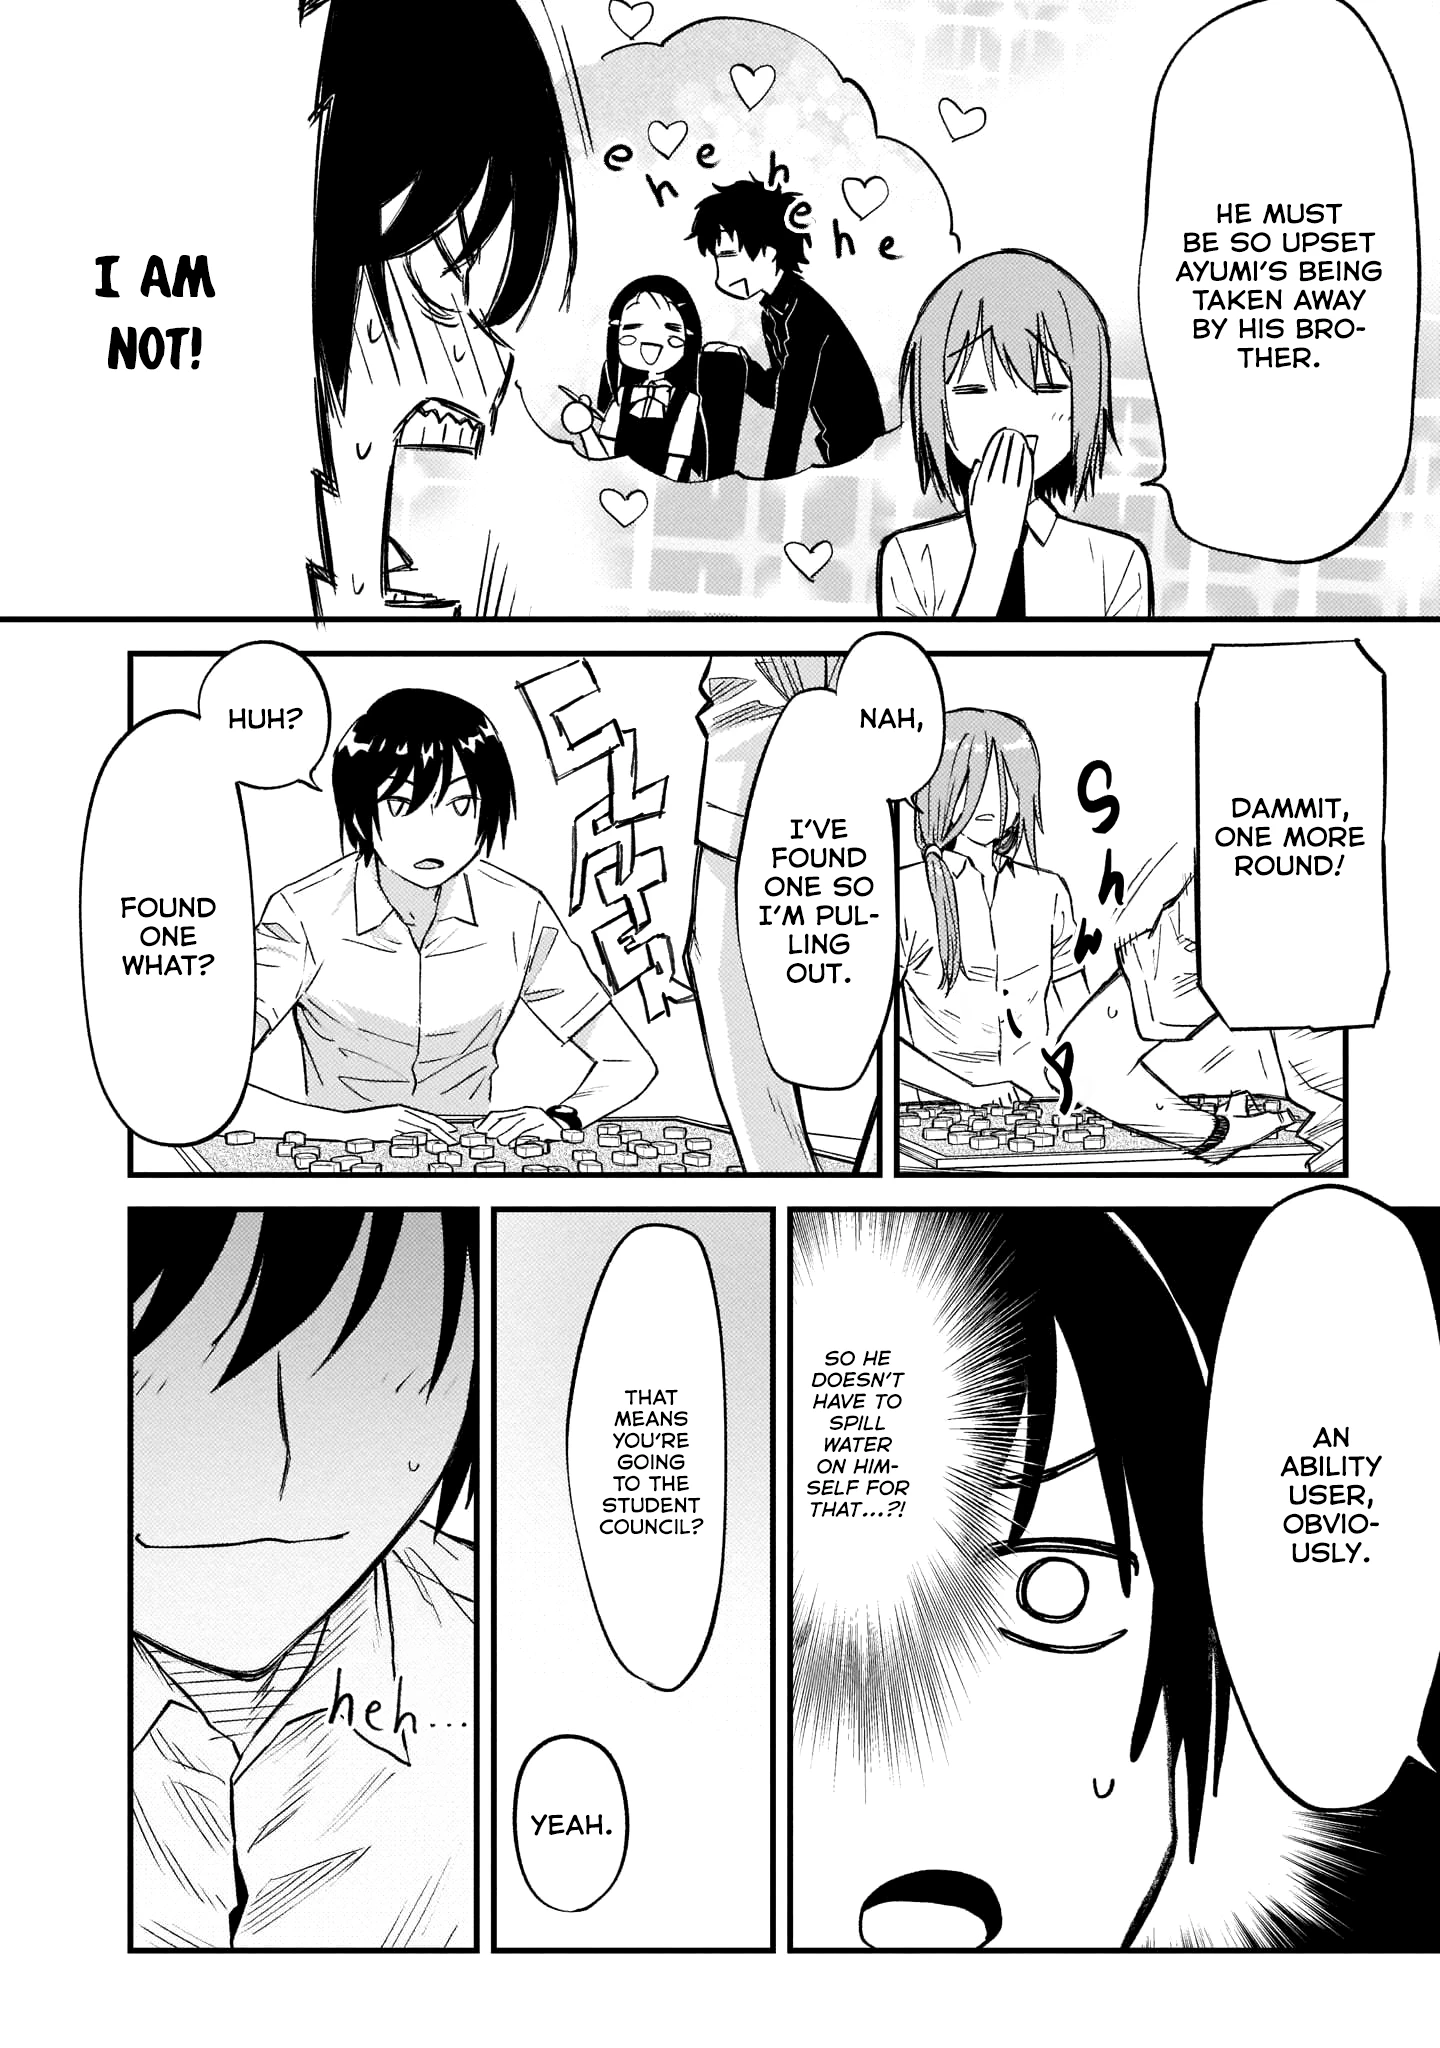 HE MUST
BE SO UPSET
AYUMI'S BEING
TAKEN AWAY
BY HIS BRO-
THER.
ehehehehe
I AM
NOT!
DAMMIT,
ONE MORE
ROUND!
Shwip
NAH,
I'VE
FOUND
ONE SO
I'M PUL-
LING
OUT.
CLATTER
HUH?
FOUND
ONE
WHAT?
AN
ABILITY
USER,
OBVIO-
USLY.
SO HE
DOESN'T
HAVE TO
SPILL
WATER
ON HIM-
SELF FOR
THAT...?!
THAT
MEANS
YOU'RE
GOING
TO THE
STUDENT
COUNCIL?
YEAH.
heh...